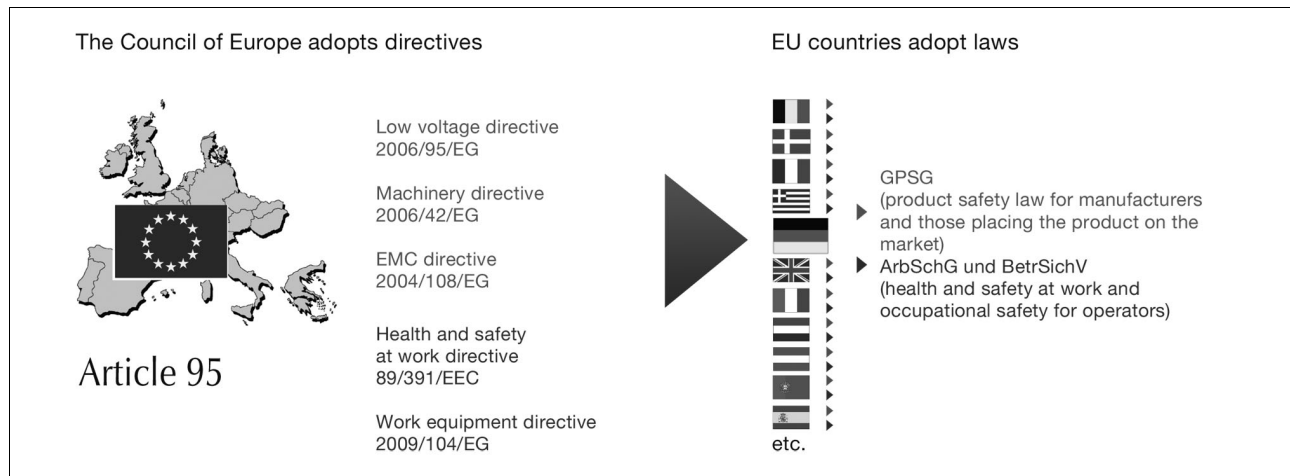 The Council of Europe adopts directives
Low voltage directive
2006/95/EG
Machinery directive
2006/42/EG
EMC directive
2004/108/EG
Health and safety
at work directive
89/391/EEC
Work equipment directive
2009/104/EG
Article 95
EU countries adopt laws
GPSG
(product safety law for manufacturers
and those placing the product on the
market)
ArbSchG und BetrSichV
(health and safety at work and
occupational safety for operators)
etc.